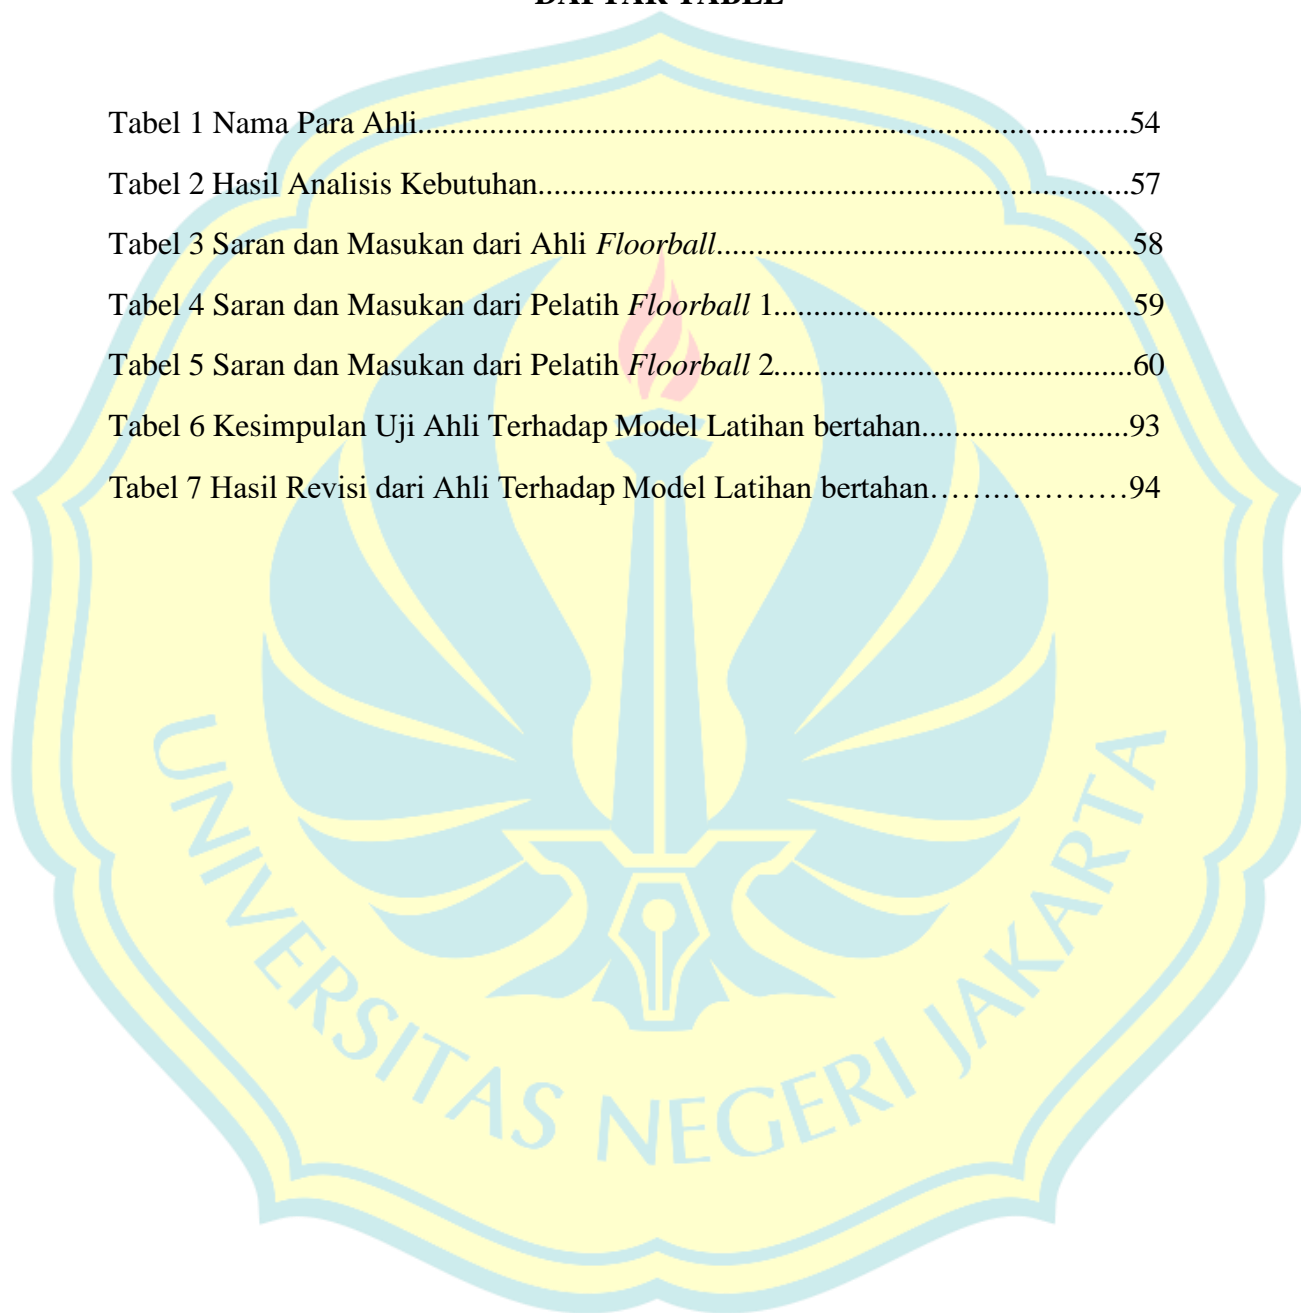 DAFTAR TABEL
Tabel 1 Nama Para Ahli.........................................................................................54
Tabel 2 Hasil Analisis Kebutuhan..........................................................................57
Tabel 3 Saran dan Masukan dari Ahli Floorball....................................................58
Tabel 4 Saran dan Masukan dari Pelatih Floorball 1.............................................59
Tabel 5 Saran dan Masukan dari Pelatih Floorball 2.............................................60
Tabel 6 Kesimpulan Uji Ahli Terhadap Model Latihan bertahan..........................93
Tabel 7 Hasil Revisi dari Ahli Terhadap Model Latihan bertahan…….…………94
UNIVERSITAS NEGERI JAKARTA